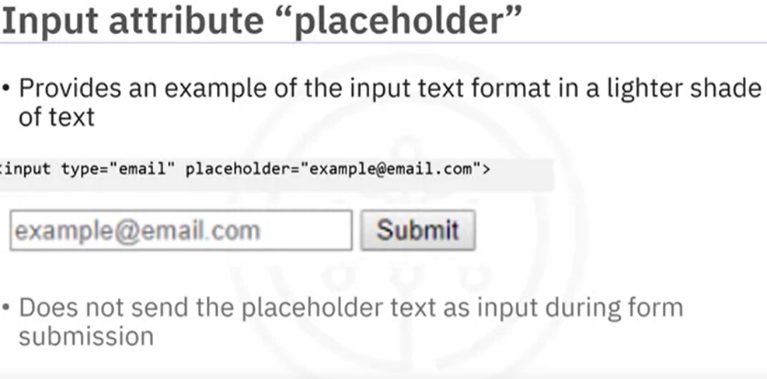 Input attribute “placeholder”
• Provides an example of the input text format in a lighter shade
of text
<input type="email" placeholder="example@email.com">
example@email.com Submit
• Does not send the placeholder text as input during form
submission